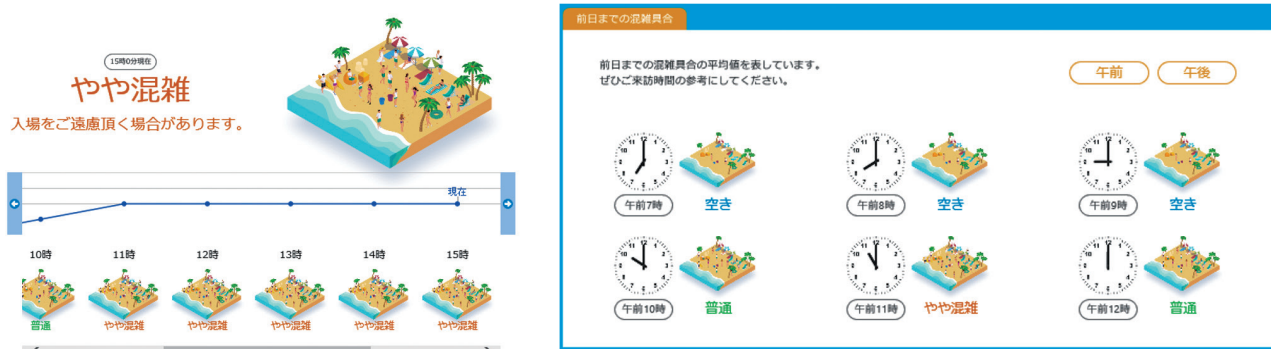 15時0分現在
やや混雑
入場をご遠慮頂く場合があります。
現在
10時 11時 12時 13時 14時 15時
普通 やや混雑 やや混雑 やや混雑 やや混雑 やや混雑
前日までの混雑具合
前日までの混雑具合の平均値を表しています。
ぜひご来訪時間の参考にしてください。
午前 午後
午前7時 空き 午前8時 空き 午前9時 空き
午前10時 普通 午前11時 やや混雑 午前12時 普通